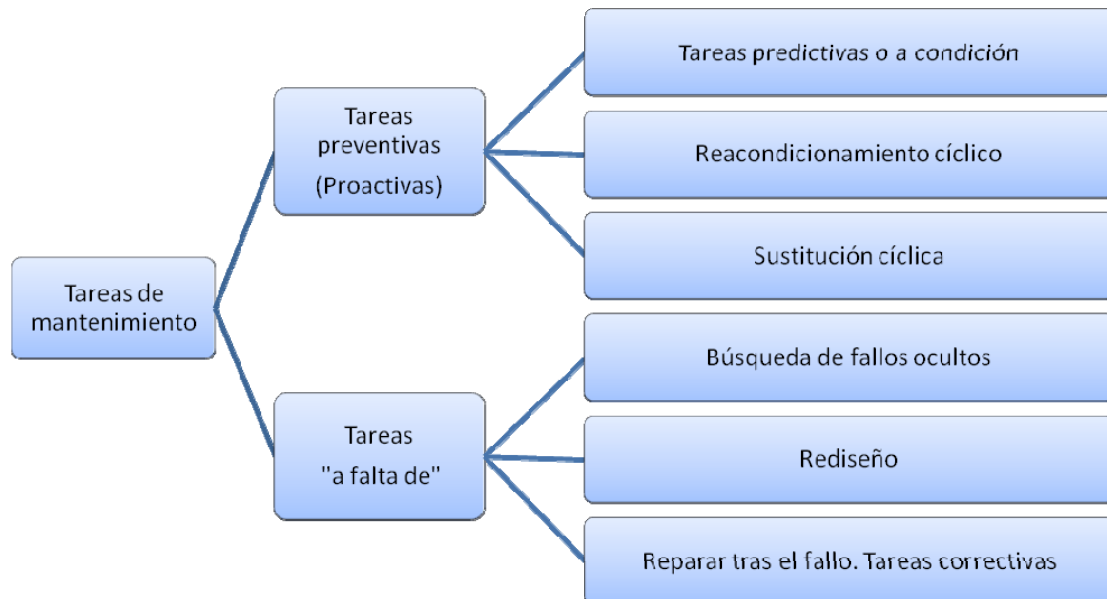 Tareas de
mantenimiento
Tareas
preventivas
(Proactivas)
Tareas predictivas o a condición
Reacondicionamiento cíclico
Sustitución cíclica
Tareas
"a falta de"
Búsqueda de fallos ocultos
Rediseño
Reparar tras el fallo. Tareas correctivas